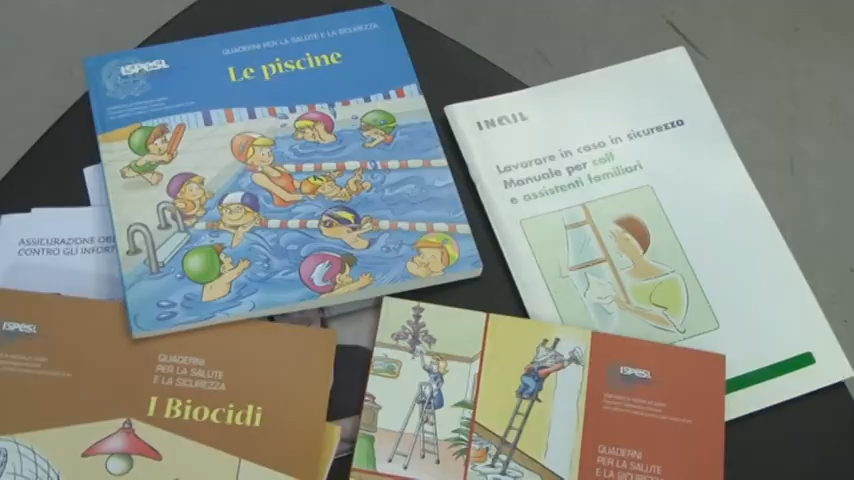 QUADERNI PER LA SALUTE E LA SICUREZZA
ISPESL
Le piscine
INAIL
Lavorare in casa in sicurezza
Manuale per colf
e assistenti familiari
ASSICURAZIONE
CONTRO GLI
ISPESL
QUADERNI
PER LA SALUTE
E LA SICUREZZA
I Biocidi
ISPESL
QUADERNI
PER LA SALUTE
E LA SICUREZZA